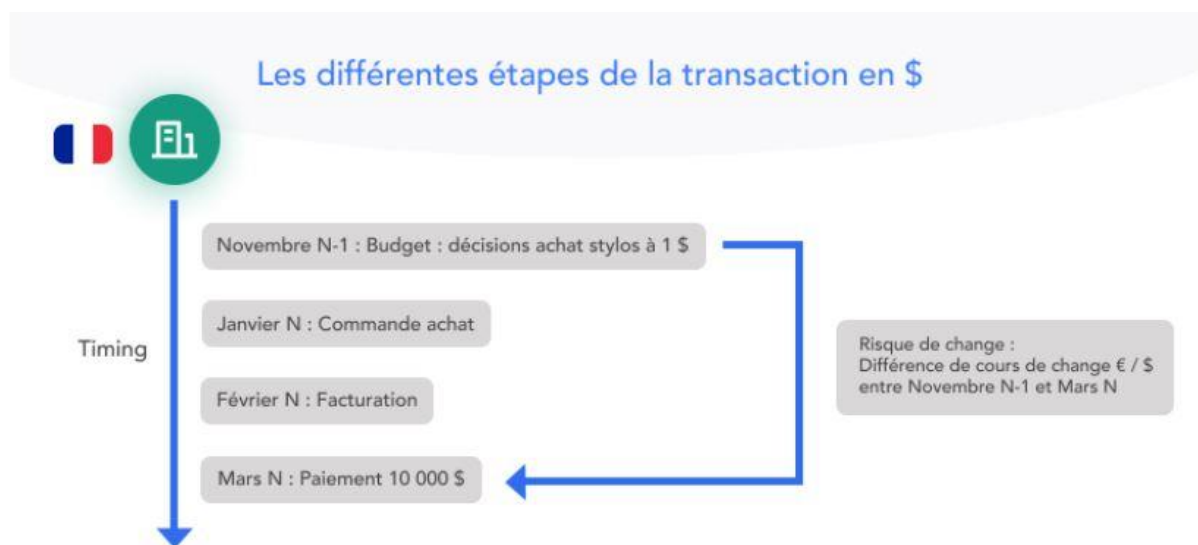 Les différentes étapes de la transaction en $
Novembre N-1 : Budget : décisions achat stylos à 1 $
Janvier N : Commande achat
Timing
Février N : Facturation
Mars N : Paiement 10 000 $
Risque de change :
Différence de cours de change € / $
entre Novembre N-1 et Mars N